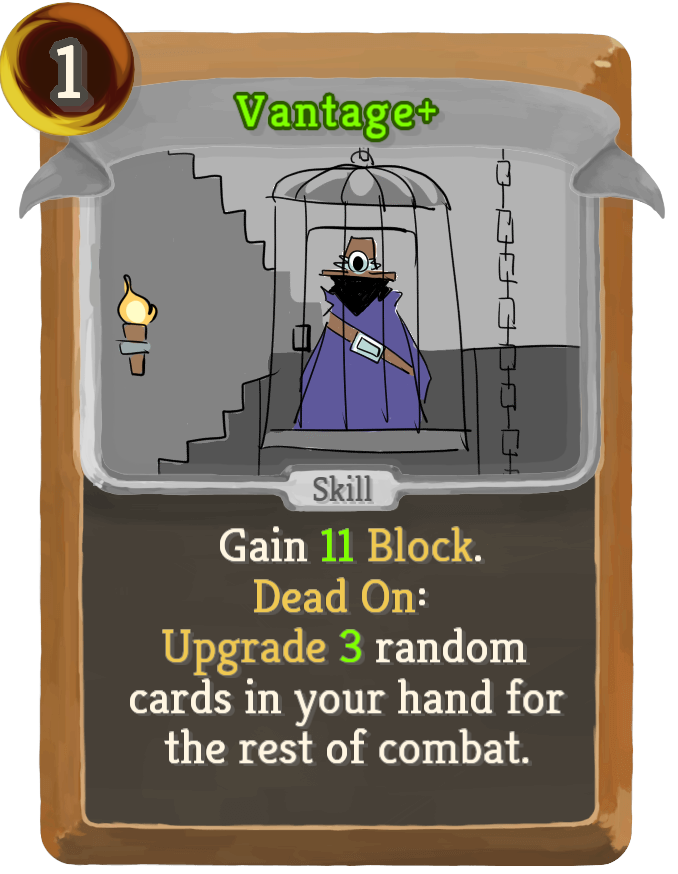 1
Vantage+
Skill
Gain 11 Block.
Dead On:
Upgrade 3 random
cards in your hand for
the rest of combat.